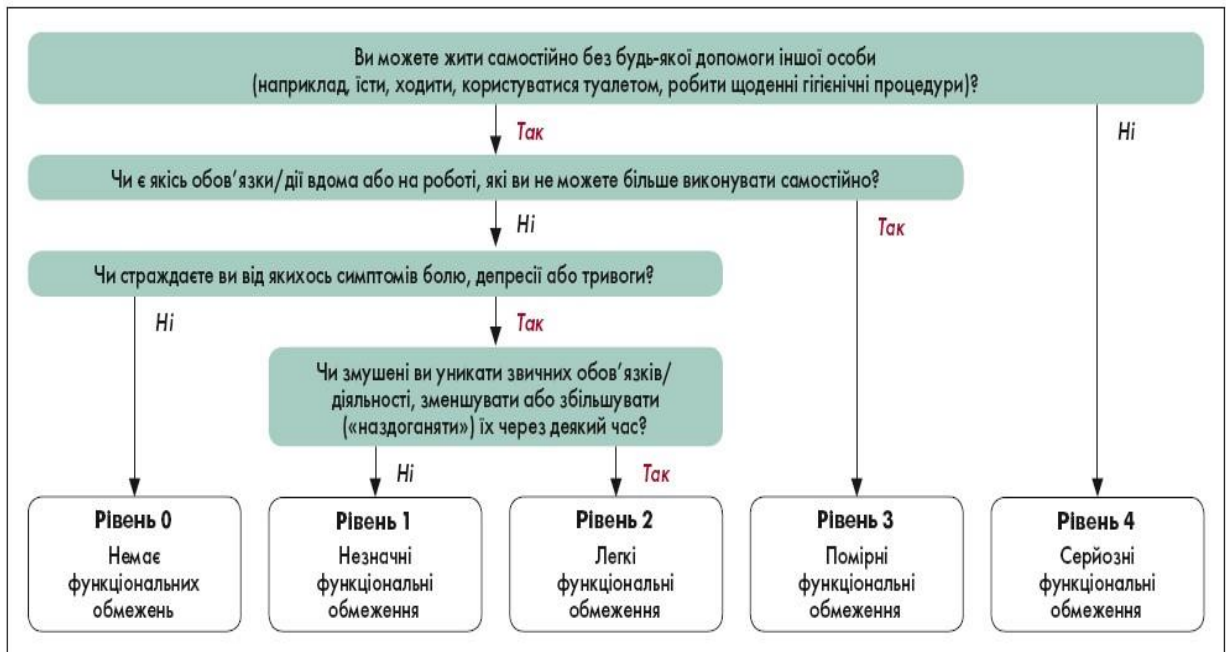 Ви можете жити самостійно без будь-якої допомоги іншої особи
(наприклад, їсти, ходити, користуватися туалетом, робити щоденні гігієнічні процедури)?
Так
Ні
Чи є якісь обов’язки/дії вдома або на роботі, які ви не можете більше виконувати самостійно?
Ні
Так
Чи страждаєте ви від якихось симптомів болю, депресії або тривоги?
Ні
Так
Чи змушені ви уникати звичних обов’язків/
діяльності, зменшувати або збільшувати
(«наздоганяти») їх через деякий час?
Ні
Так
Рівень 0
Немає
функціональних
обмежень
Рівень 1
Незначні
функціональні
обмеження
Рівень 2
Легкі
функціональні
обмеження
Рівень 3
Помірні
функціональні
обмеження
Рівень 4
Серйозні
функціональні
обмеження